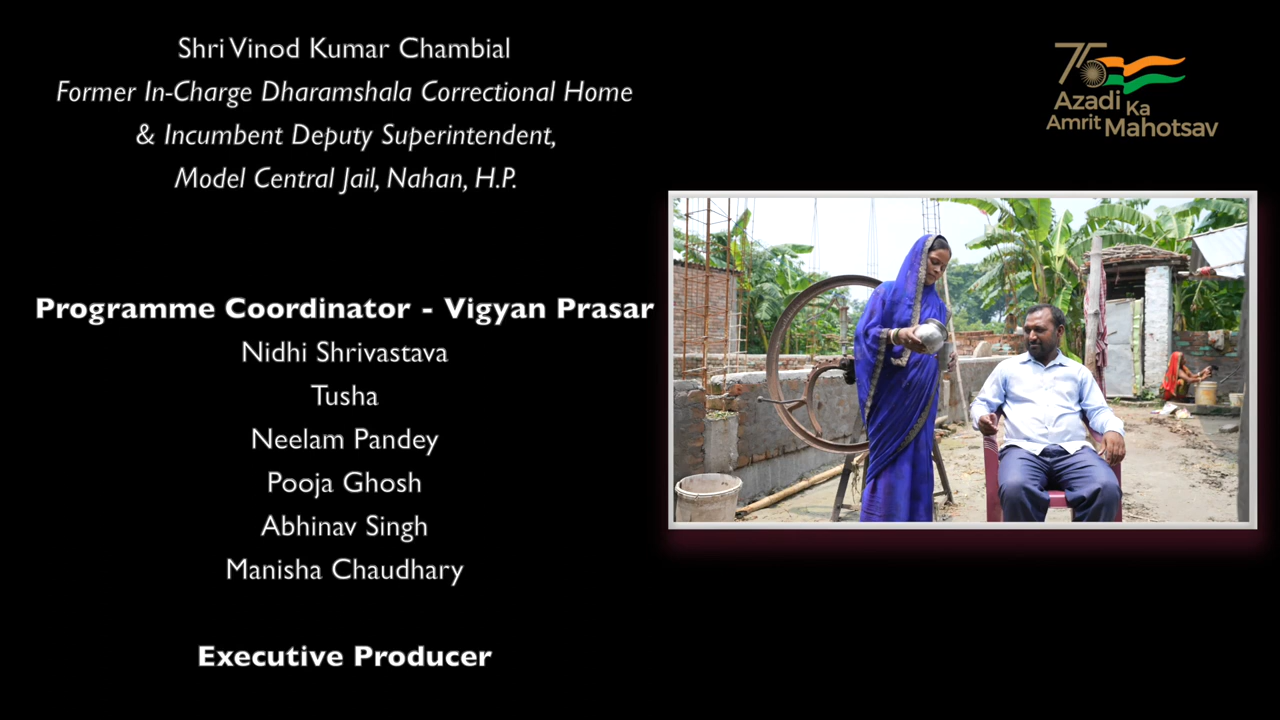 Shri Vinod Kumar Chambial
Former In-Charge Dharamshala Correctional Home
& Incumbent Deputy Superintendent,
Model Central Jail, Nahan, H.P.
Programme Coordinator - Vigyan Prasar
Nidhi Shrivastava
Tusha
Neelam Pandey
Pooja Ghosh
Abhinav Singh
Manisha Chaudhary
Executive Producer
75
Azadi Ka
Amrit Mahotsav